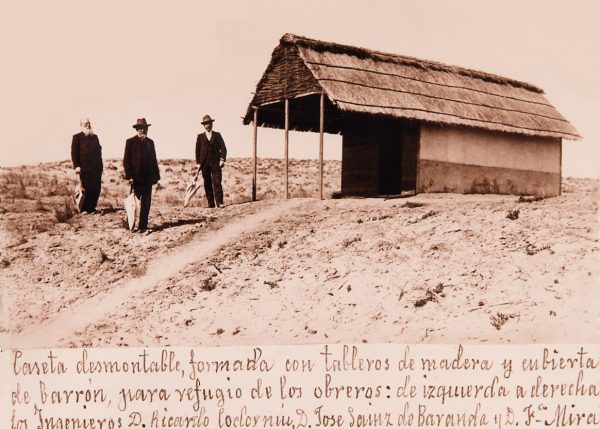 Caseta desmontable, formada con tableros de madera y cubierta
de barrón, para refugio de los obreros: de izquierda a derecha
los Ingenieros D. Ricardo Codorniu, D. Jose Sainz de Baranda y D. Fco Mira